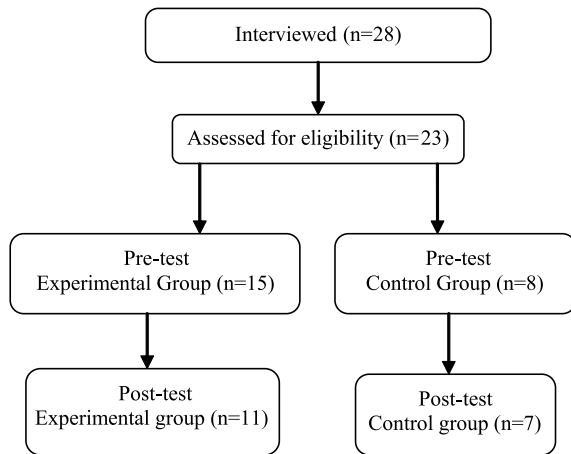 Interviewed (n=28)
Assessed for eligibility (n=23)
Pre-test
Experimental Group (n=15)
Pre-test
Control Group (n=8)
Post-test
Experimental group (n=11)
Post-test
Control group (n=7)